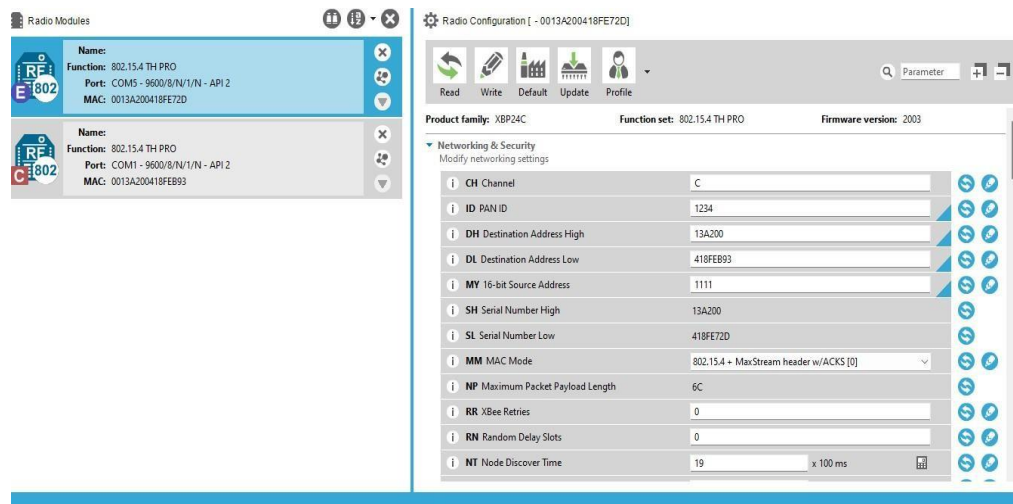 Radio Modules
Name:
Function: 802.15.4 TH PRO
Port: COM5 - 9600/8/N/1/N - API 2
MAC: 0013A200418FE72D
RF
E 802
Name:
Function: 802.15.4 TH PRO
Port: COM1 - 9600/8/N/1/N - API 2
MAC: 0013A200418FEB93
RF
C 802
Radio Configuration [ - 0013A200418FE72D]
Read Write Default Update Profile
Parameter
Product family: XBP24C Function set: 802.15.4 TH PRO Firmware version: 2003
Networking & Security
Modify networking settings
i CH Channel C
i ID PAN ID 1234
i DH Destination Address High 13A200
i DL Destination Address Low 418FEB93
i MY 16-bit Source Address 1111
i SH Serial Number High 13A200
i SL Serial Number Low 418FE72D
i MM MAC Mode 802.15.4 + MaxStream header w/ACKS [0]
i NP Maximum Packet Payload Length 6C
i RR XBee Retries 0
i RN Random Delay Slots 0
i NT Node Discover Time 19 x 100 ms